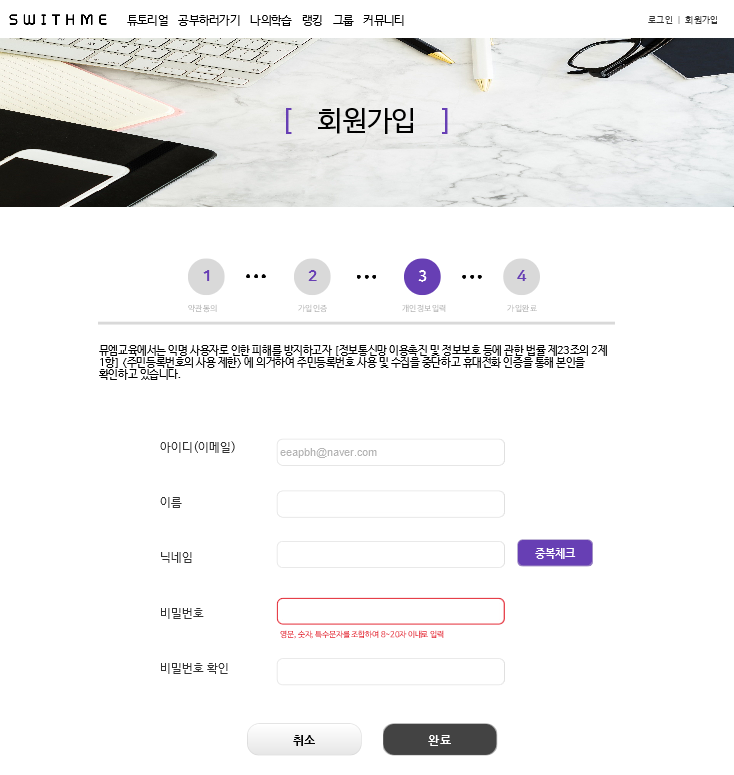 SWITHME 튜토리얼 공부하러가기 나의학습 랭킹 그룹 커뮤니티 로그인 | 회원가입
[ 회원가입 ]
1 ••• 2 ••• 3 ••• 4
약관동의 가입인증 개인정보입력 가입완료
뮤엠교육에서는 익명 사용자로 인한 피해를 방지하고자 [정보통신망 이용촉진 및 정보보호 등에 관한 법률 제23조의 2제
1항] <주민등록번호의 사용 제한> 에 의거하여 주민등록번호 사용 및 수집을 중단하고 휴대전화 인증을 통해 본인을
확인하고 있습니다.
아이디(이메일) eeapbh@naver.com
이름
닉네임 중복체크
비밀번호
영문, 숫자, 특수문자를 조합하여 8~20자 이내로 입력
비밀번호 확인
취소 완료